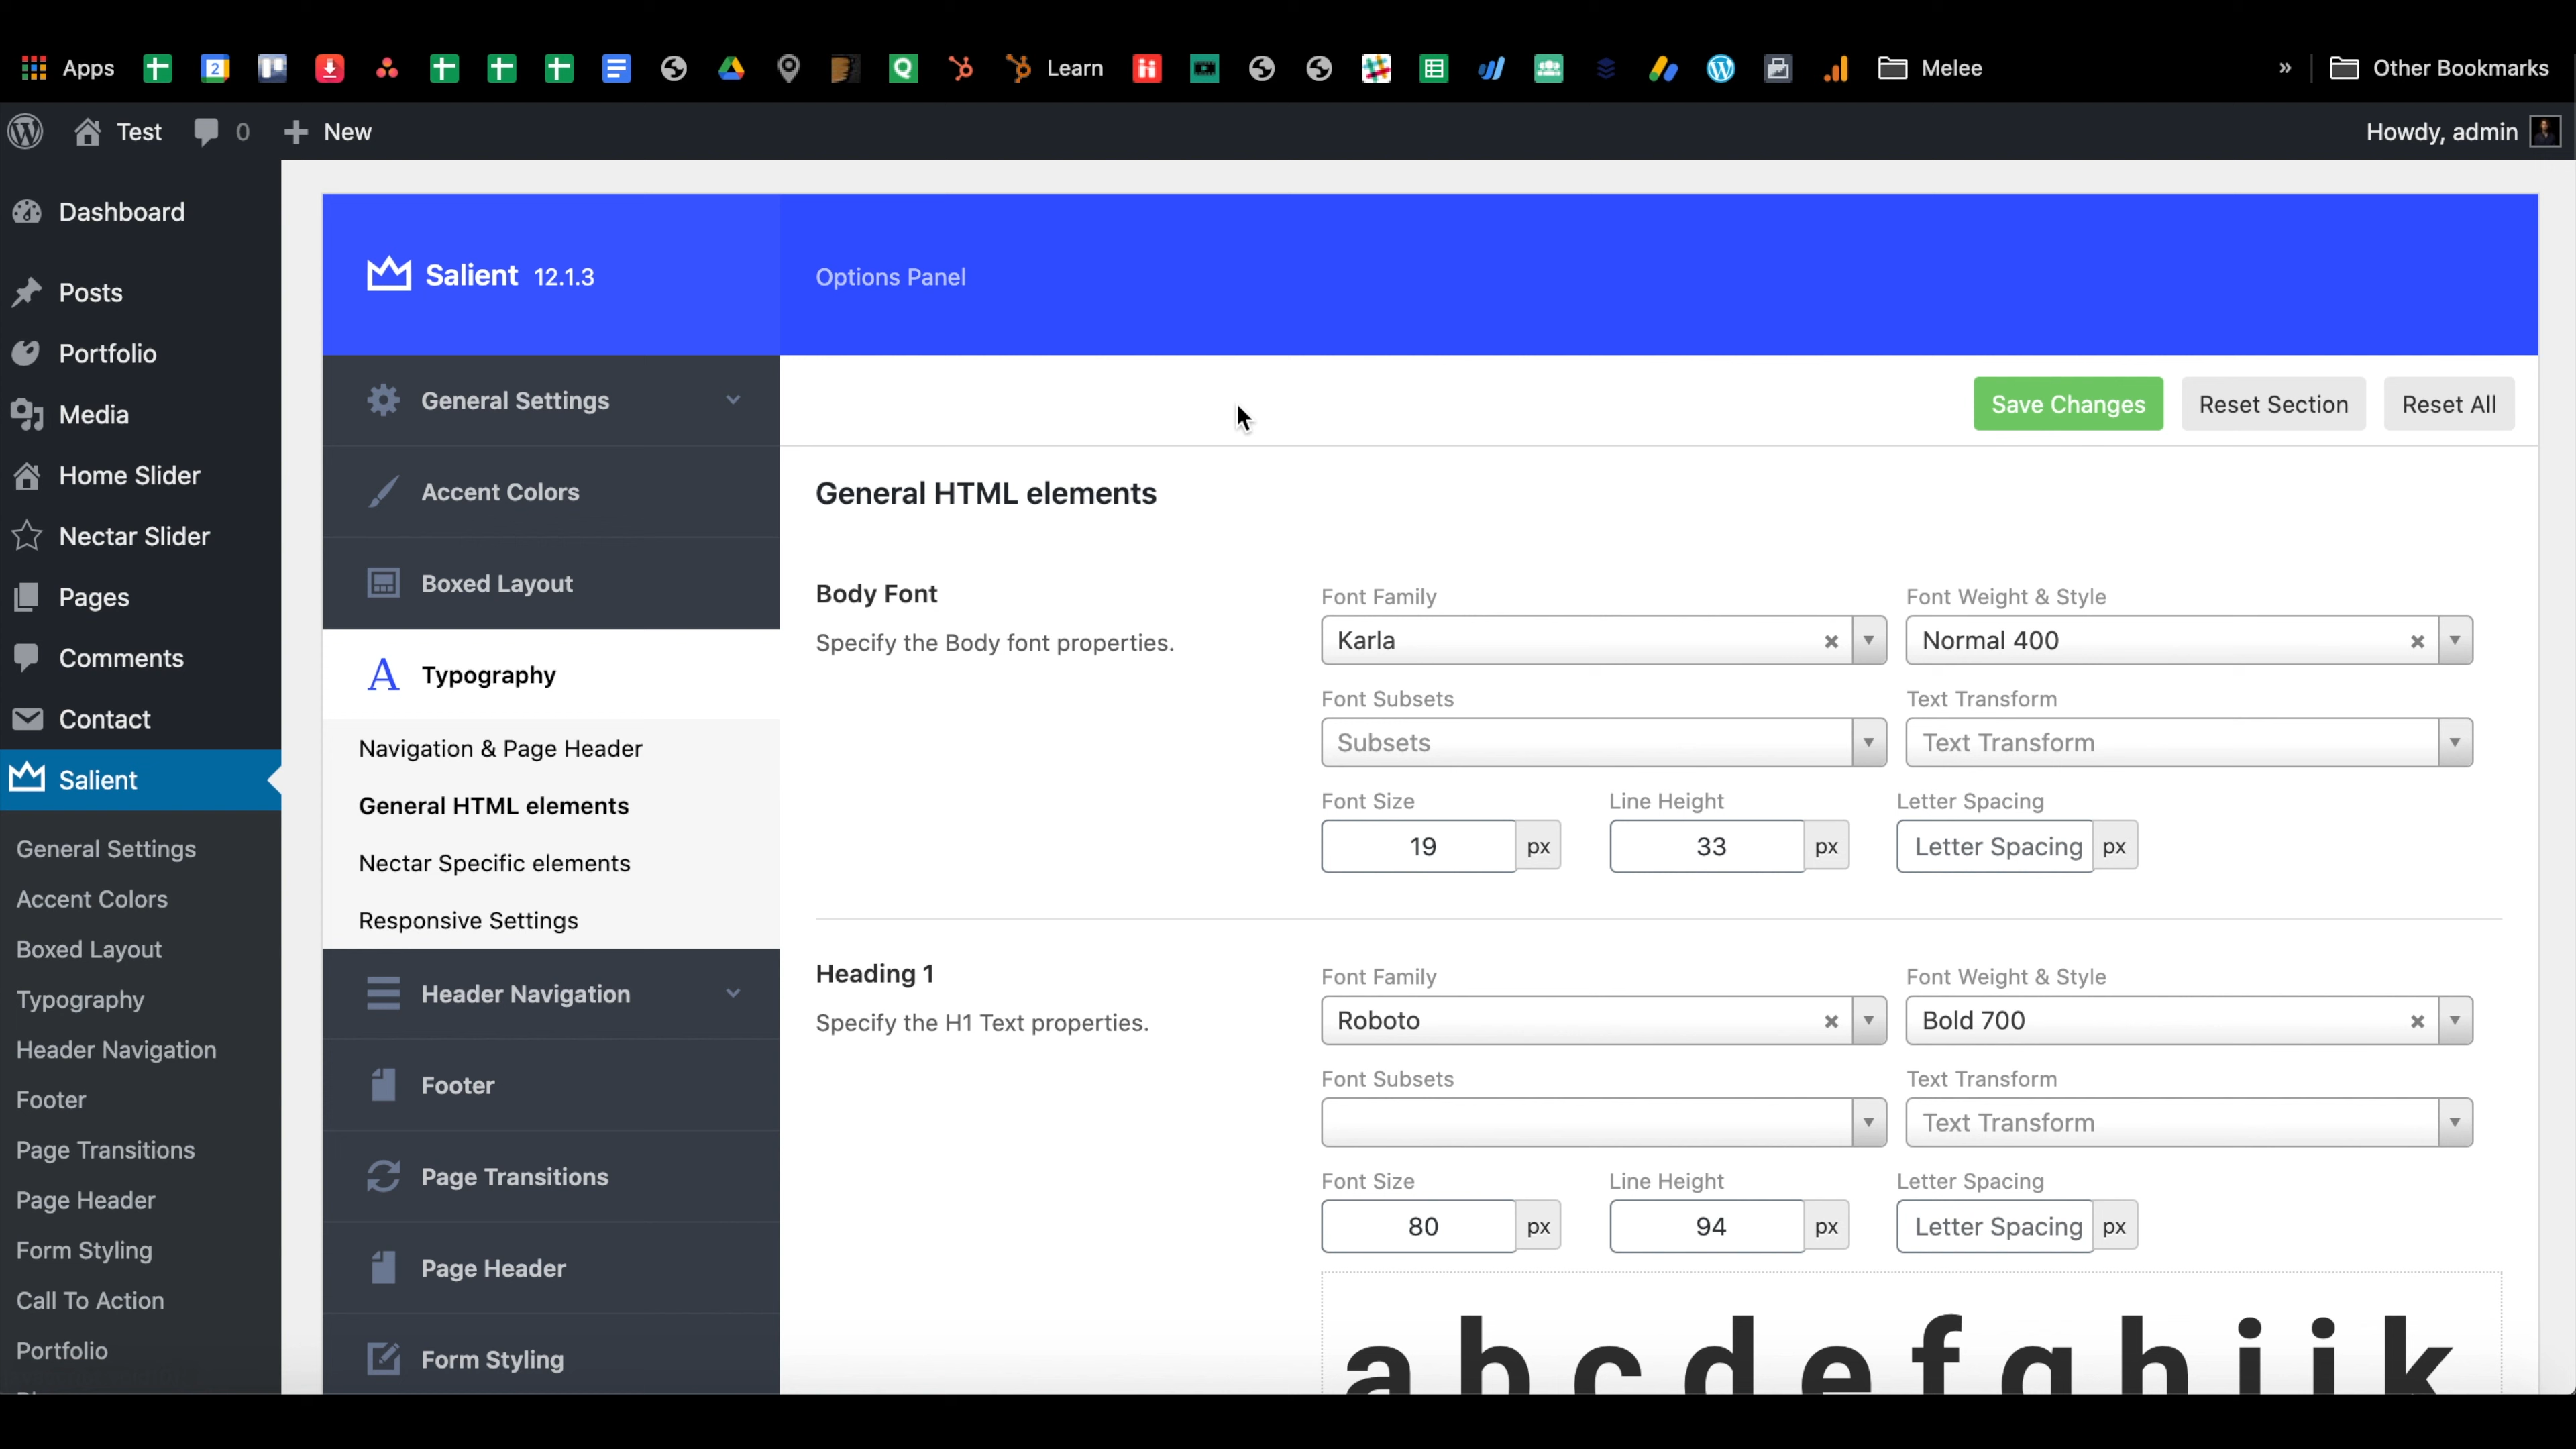 Apps
2
Learn
Melee
»
Other Bookmarks
Test
0
New
Howdy, admin
Dashboard
Posts
Portfolio
Media
Home Slider
Nectar Slider
Pages
Comments
Contact
Salient
General Settings
Accent Colors
Boxed Layout
Typography
Header Navigation
Footer
Page Transitions
Page Header
Form Styling
Call To Action
Portfolio
Salient 12.1.3
Options Panel
General Settings
Accent Colors
Boxed Layout
Typography
Navigation & Page Header
General HTML elements
Nectar Specific elements
Responsive Settings
Header Navigation
Footer
Page Transitions
Page Header
Form Styling
Save Changes
Reset Section
Reset All
General HTML elements
Body Font
Specify the Body font properties.
Font Family
Karla
Font Weight & Style
Normal 400
Font Subsets
Subsets
Text Transform
Text Transform
Font Size
19 px
Line Height
33 px
Letter Spacing
Letter Spacing px
Heading 1
Specify the H1 Text properties.
Font Family
Roboto
Font Weight & Style
Bold 700
Font Subsets
Text Transform
Text Transform
Font Size
80 px
Line Height
94 px
Letter Spacing
Letter Spacing px
a b c d e f g h i j k